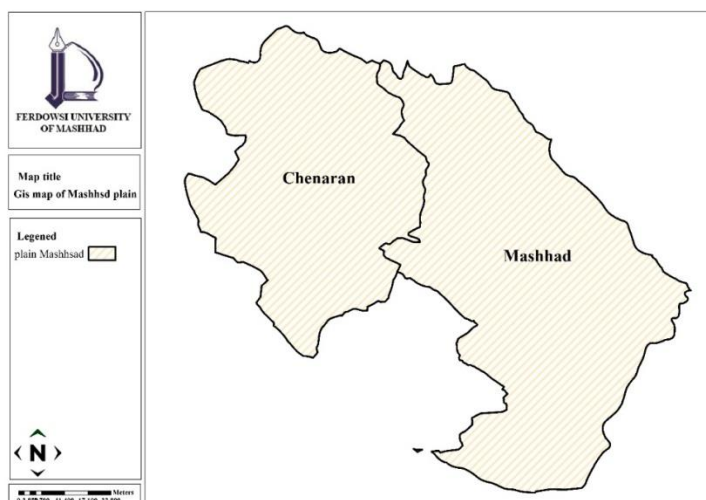 FERDOWSI UNIVERSITY
OF MASHHAD
Map title
Gis map of Mashhsd plain
Legened
plain Mashhsad
N
Meters
Chenaran
Mashhad